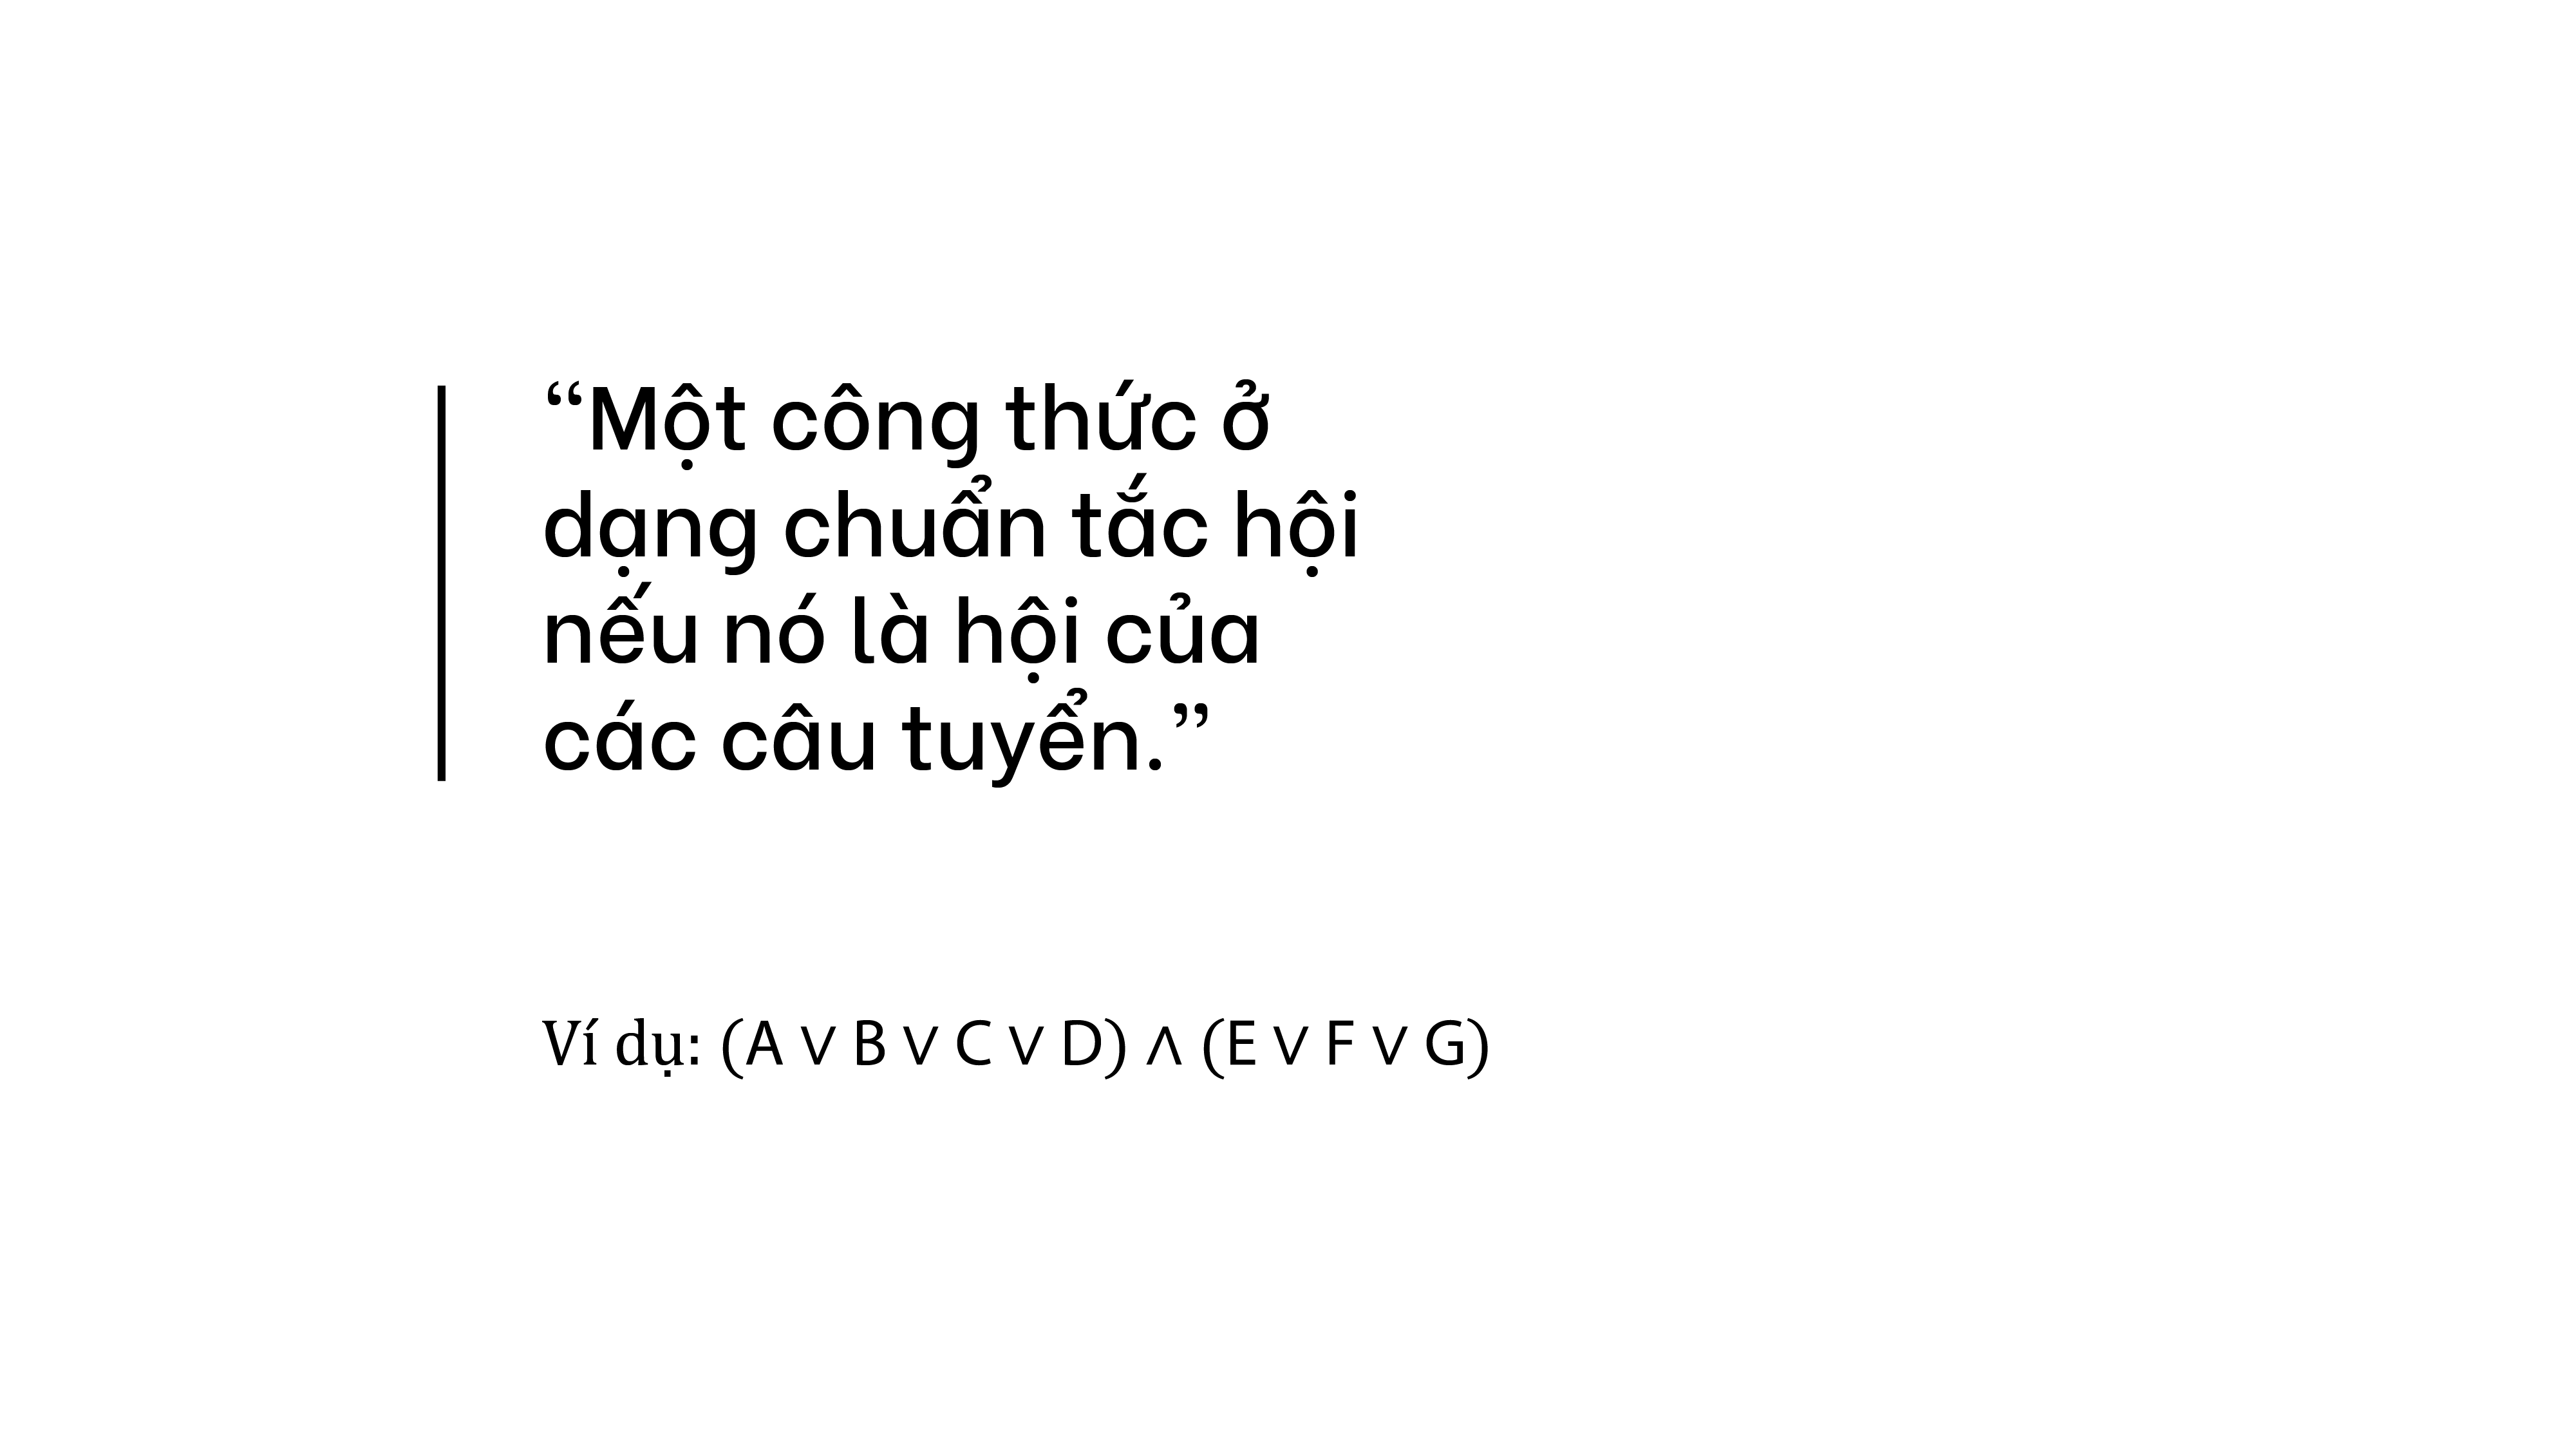 “Một công thức ở
dạng chuẩn tắc hội
nếu nó là hội của
các câu tuyển.”
Ví dụ: (A ∨ B ∨ C ∨ D) ∧ (E ∨ F ∨ G)